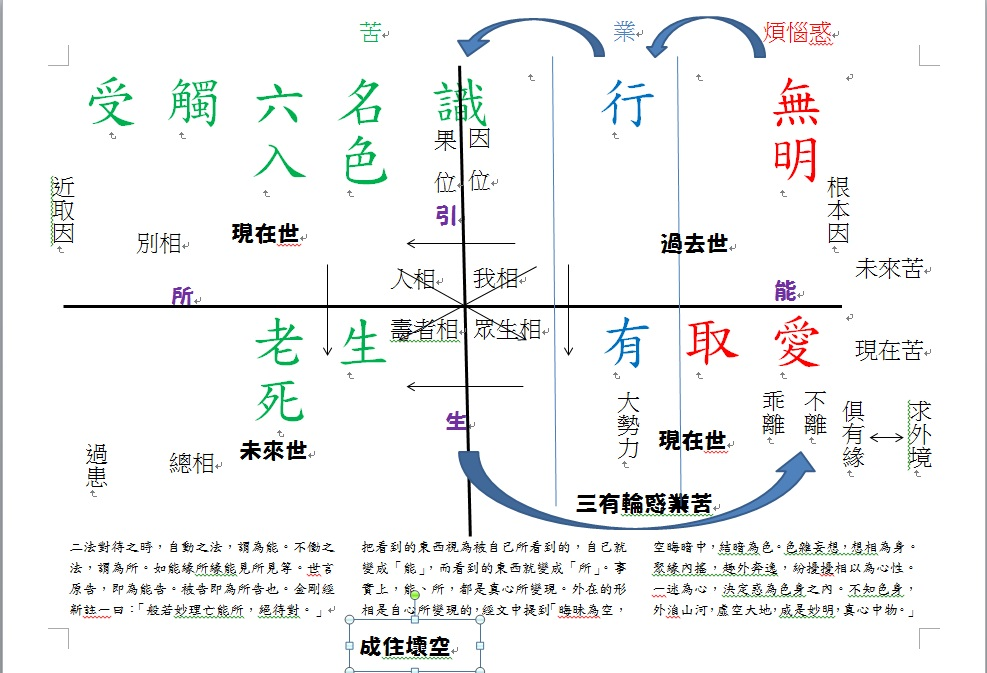 苦 業 煩惱惑
受 觸 六入 名色 識 行 無明
果位 因位
近取因 引 根本因
別相 現在世 過去世
未來苦
人相 我相
所 能
壽者相 眾生相
老死 生 有 取 愛 現在苦
大勢力 乖離 不離 俱有緣 求外境
生
過患 總相 未來世 現在世
三有輪惑業苦
二法對待之時，自動之法，謂為能。不働之
法，謂為所。如能緣所緣能見所見等。世言
原告，即為能告。被告即為所告也。金剛經
新註一曰：「般若妙理亡能所，絕待對。」
把看到的東西視為被自己所看到的，自己就
變成「能」，而看到的東西就變成「所」。事
實上，能、所，都是真心所變現。外在的形
相是自心所變現的，經文中提到「晦昧為空，
空晦暗中，結暗為色。色雜妄想，想相為身。
聚緣內搖，趣外奔逸，紛擾擾相以為心性。
一迷為心，決定惑為色身之內。不知色身，
外洎山河，虛空大地，咸是妙明，真心中物。」
成住壞空